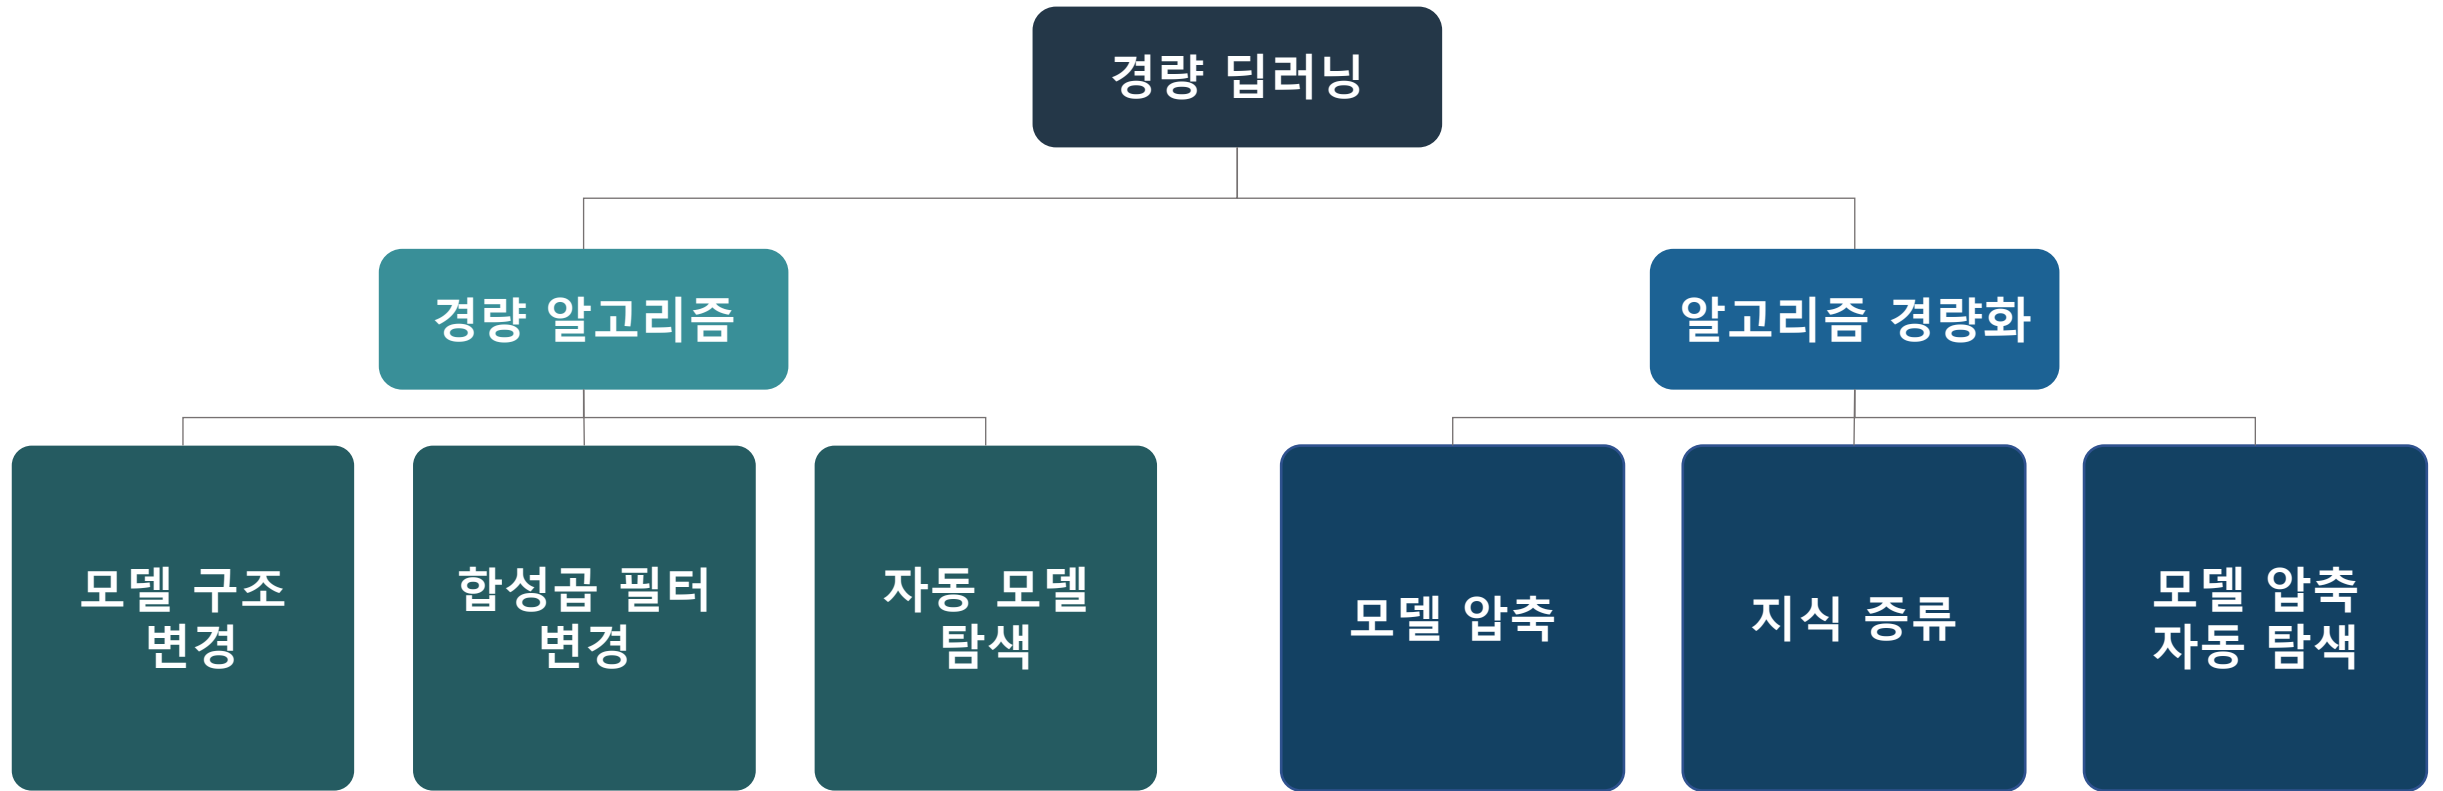 경량 딥러닝
경량 알고리즘
알고리즘 경량화
모델 구조
변경
합성곱 필터
변경
자동 모델
탐색
모델 압축
지식 증류
모델 압축
자동 탐색